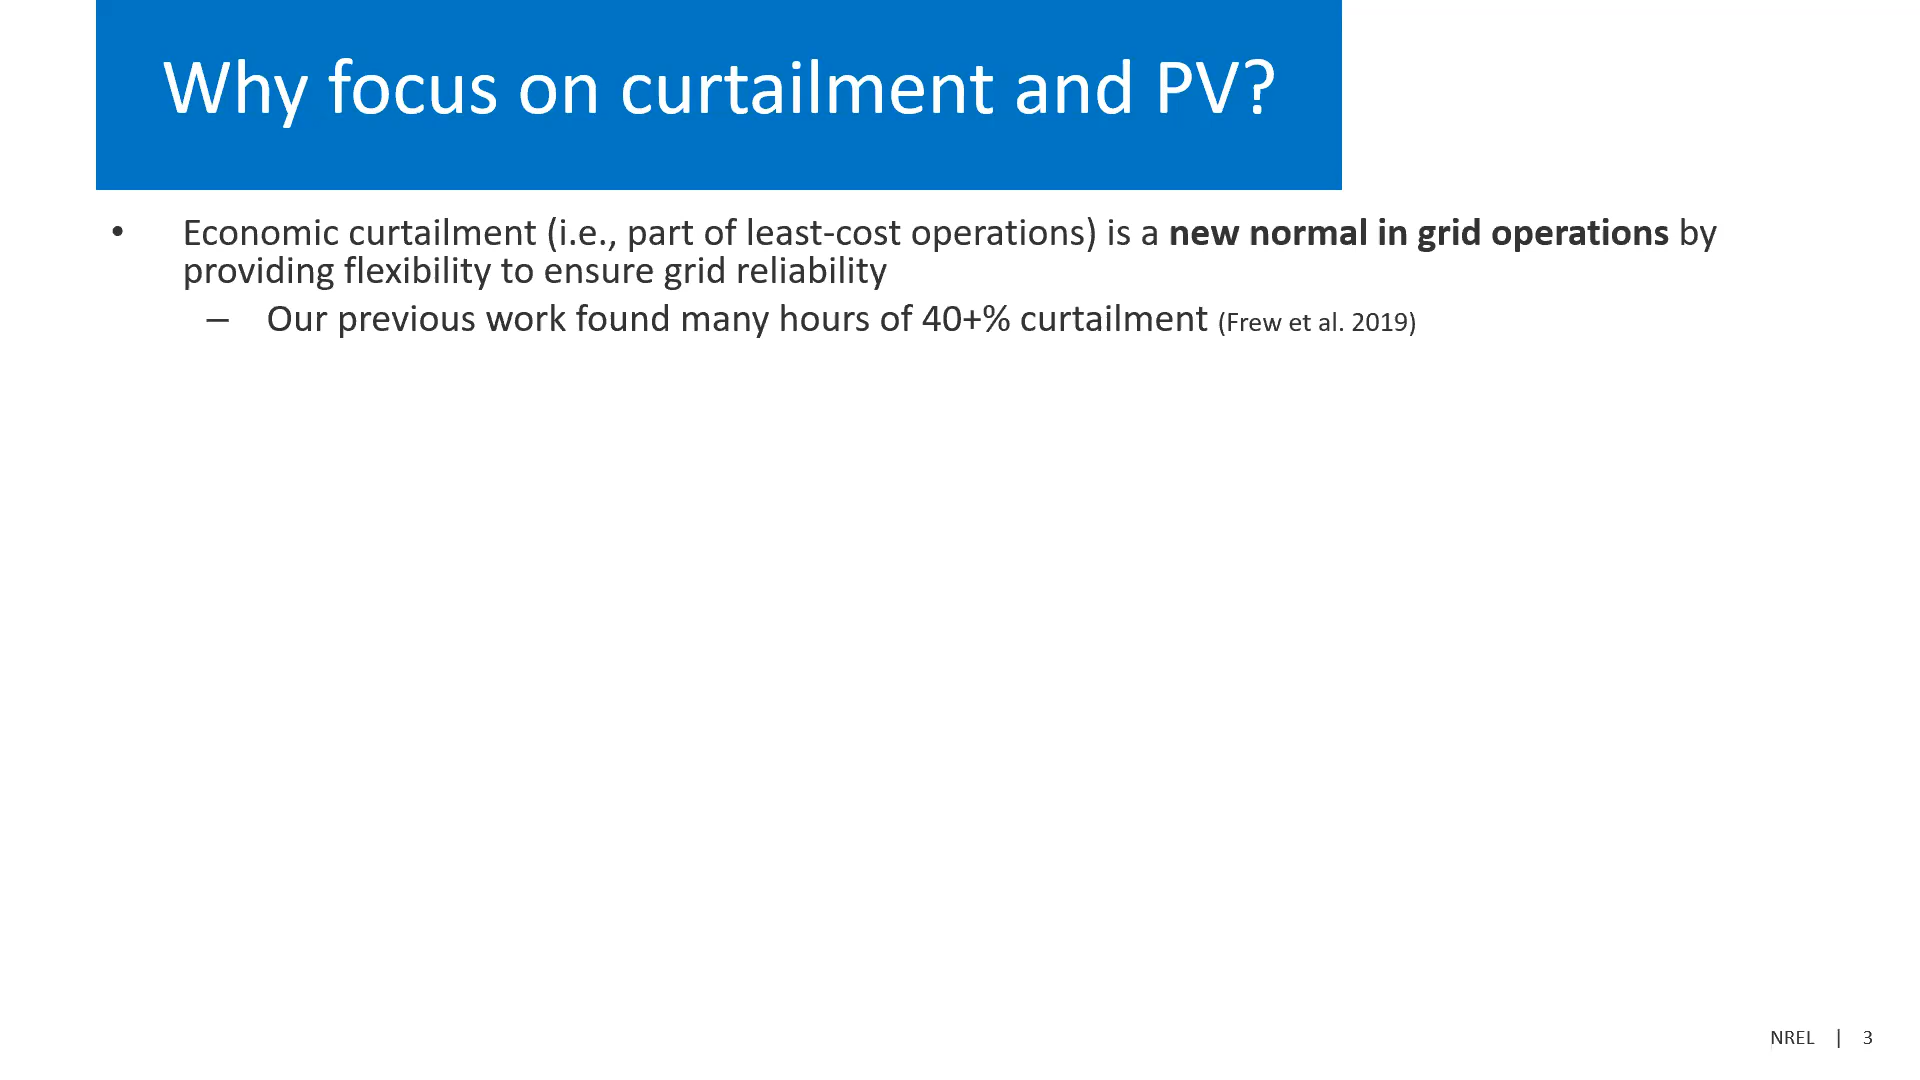 Why focus on curtailment and PV?
• Economic curtailment (i.e., part of least-cost operations) is a new normal in grid operations by
providing flexibility to ensure grid reliability
– Our previous work found many hours of 40+% curtailment (Frew et al. 2019)
NREL | 3